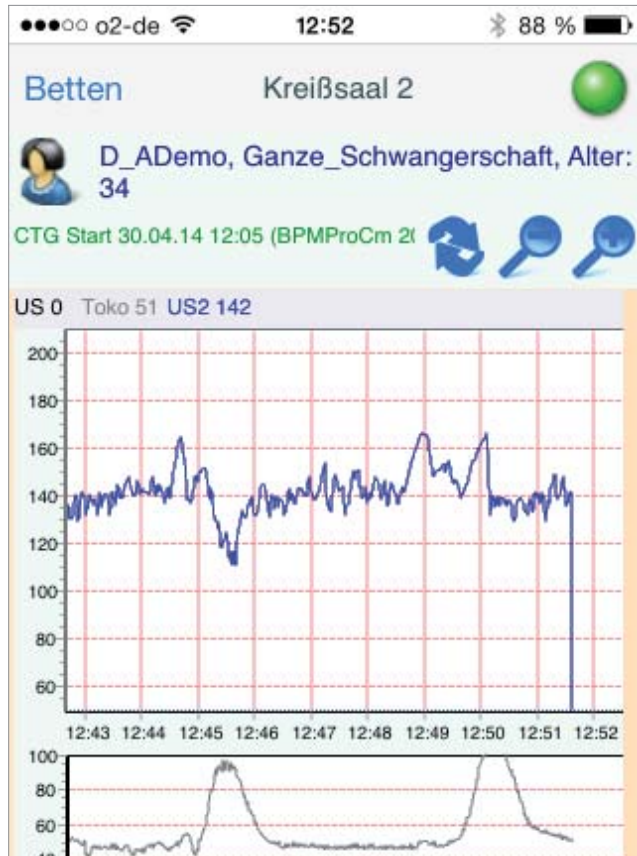 o2-de 12:52 88 %
Betten Kreißsaal 2
D_ADemo, Ganze_Schwangerschaft, Alter:
34
CTG Start 30.04.14 12:05 (BPMProCm
US 0 Toko 51 US2 142
200
180
160
140
120
100
80
60
12:43 12:44 12:45 12:46 12:47 12:48 12:49 12:50 12:51 12:52
100
80
60